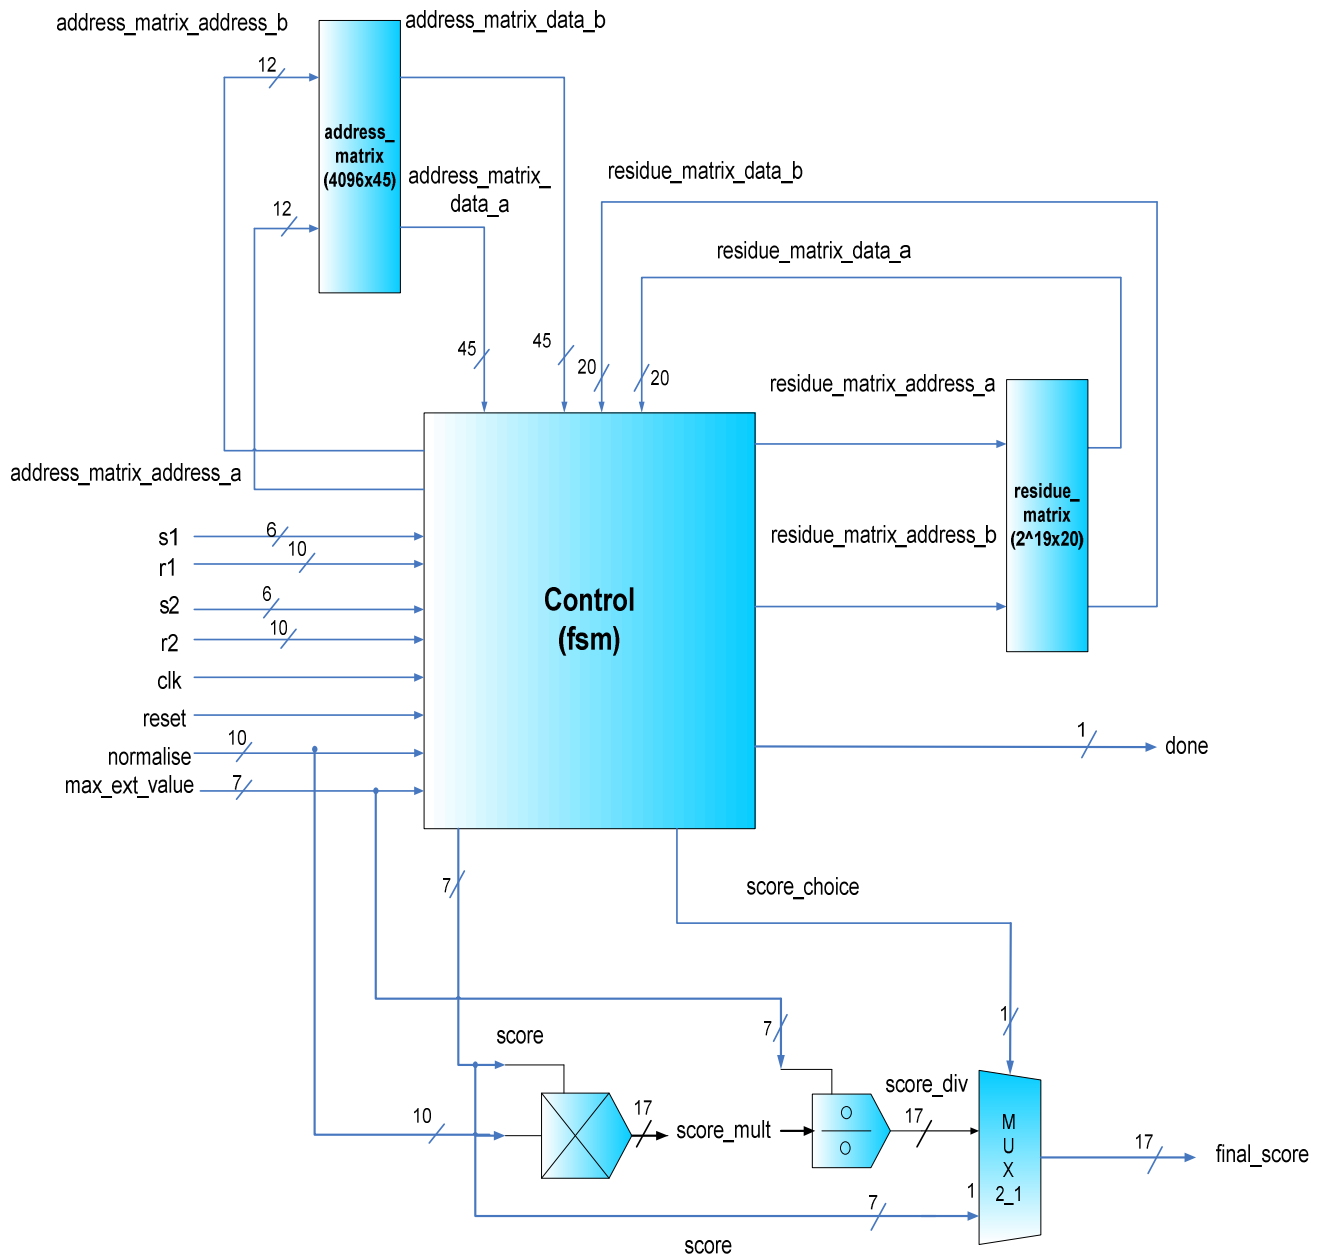 address_matrix_address_b
address_matrix_data_b
12
address_
matrix
(4096x45)
address_matrix_
data_a
12
residue_matrix_data_b
residue_matrix_data_a
45
45
20
20
residue_matrix_address_a
address_matrix_address_a
residue_
matrix
(2^19x20)
residue_matrix_address_b
s1
6
r1
10
s2
6
r2
10
clk
reset
normalise
10
max_ext_value
7
Control
(fsm)
1
done
7
score_choice
score
7
1
10
17
score_mult
score_div
17
M
U
X
2_1
17
final_score
1
7
score